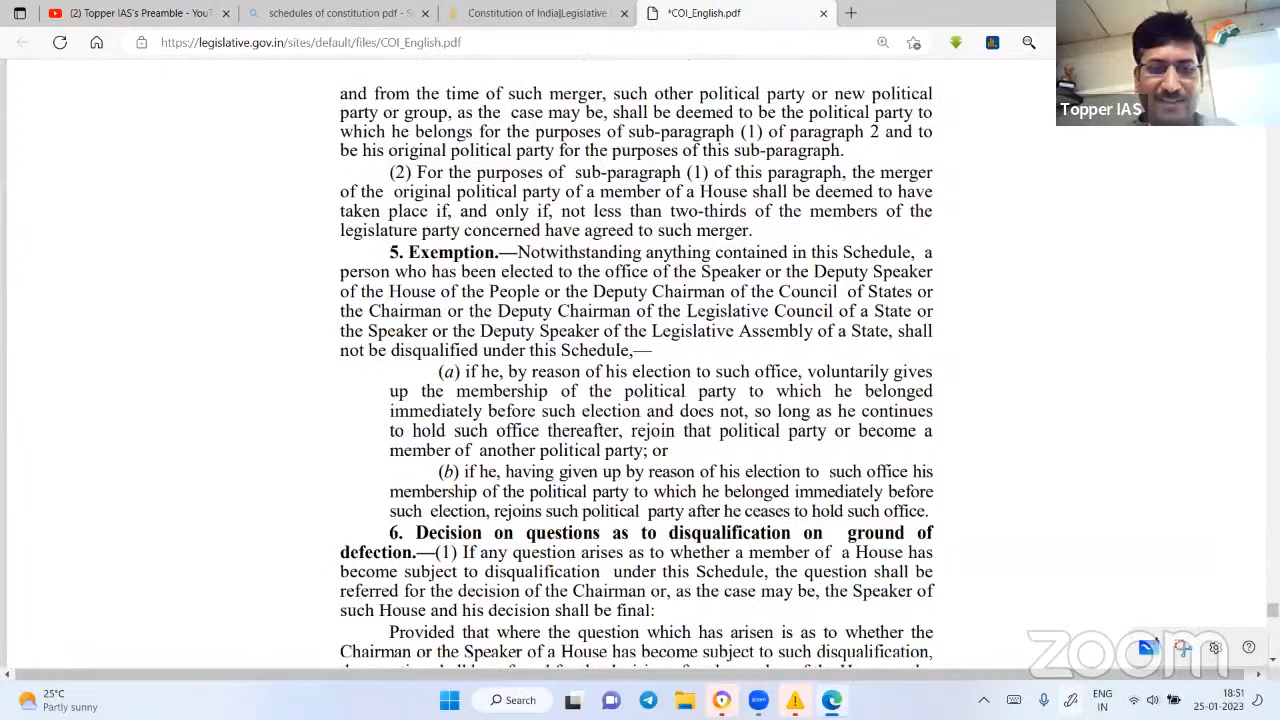 (2) Topper IAS's Preamble - YouT
schedules of constitution pdf - S
Constitution of India|Legislative
*COI_English.pdf
https://legislative.gov.in/sites/default/files/COI_English.pdf
Topper IAS
and from the time of such merger, such other political party or new political
party or group, as the case may be, shall be deemed to be the political party to
which he belongs for the purposes of sub-paragraph (1) of paragraph 2 and to
be his original political party for the purposes of this sub-paragraph.
(2) For the purposes of sub-paragraph (1) of this paragraph, the merger
of the original political party of a member of a House shall be deemed to have
taken place if, and only if, not less than two-thirds of the members of the
legislature party concerned have agreed to such merger.
5. Exemption.—Notwithstanding anything contained in this Schedule, a
person who has been elected to the office of the Speaker or the Deputy Speaker
of the House of the People or the Deputy Chairman of the Council of States or
the Chairman or the Deputy Chairman of the Legislative Council of a State or
the Speaker or the Deputy Speaker of the Legislative Assembly of a State, shall
not be disqualified under this Schedule,—
(a) if he, by reason of his election to such office, voluntarily gives
up the membership of the political party to which he belonged
immediately before such election and does not, so long as he continues
to hold such office thereafter, rejoin that political party or become a
member of another political party; or
(b) if he, having given up by reason of his election to such office his
membership of the political party to which he belonged immediately before
such election, rejoins such political party after he ceases to hold such office.
6. Decision on questions as to disqualification on ground of
defection.—(1) If any question arises as to whether a member of a House has
become subject to disqualification under this Schedule, the question shall be
referred for the decision of the Chairman or, as the case may be, the Speaker of
such House and his decision shall be final:
Provided that where the question which has arisen is as to whether the
Chairman or the Speaker of a House has become subject to such disqualification,
zoom
25°C
Partly sunny
Search
ENG
IN
18:51
25-01-2023